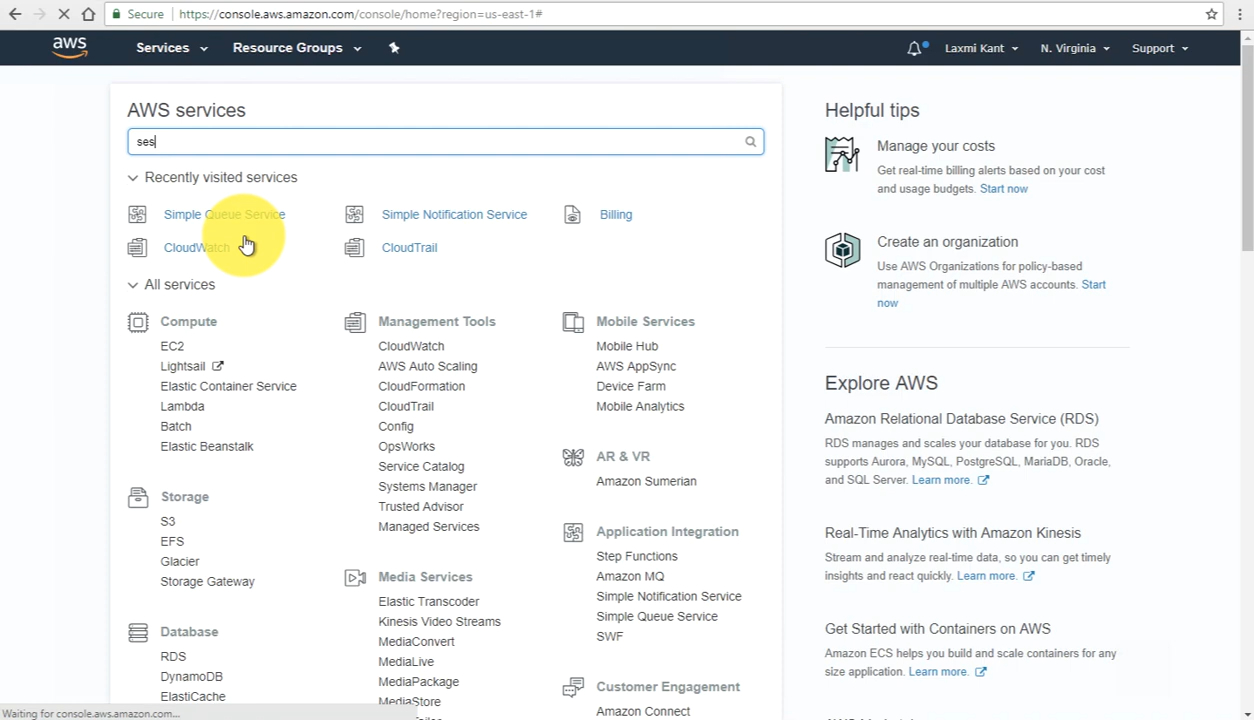 Secure
https://console.aws.amazon.com/console/home?region=us-east-1#
aws
Services
Resource Groups
Laxmi Kant
N. Virginia
Support
AWS services
ses
Recently visited services
Simple Queue Service
Simple Notification Service
Billing
CloudWatch
CloudTrail
All services
Compute
EC2
Lightsail
Elastic Container Service
Lambda
Batch
Elastic Beanstalk
Storage
S3
EFS
Glacier
Storage Gateway
Database
RDS
DynamoDB
ElastiCache
Management Tools
CloudWatch
AWS Auto Scaling
CloudFormation
CloudTrail
Config
OpsWorks
Service Catalog
Systems Manager
Trusted Advisor
Managed Services
Media Services
Elastic Transcoder
Kinesis Video Streams
MediaConvert
MediaLive
MediaPackage
MediaStore
Mobile Services
Mobile Hub
AWS AppSync
Device Farm
Mobile Analytics
AR & VR
Amazon Sumerian
Application Integration
Step Functions
Amazon MQ
Simple Notification Service
Simple Queue Service
SWF
Customer Engagement
Amazon Connect
Helpful tips
Manage your costs
Get real-time billing alerts based on your cost
and usage budgets. Start now
Create an organization
Use AWS Organizations for policy-based
management of multiple AWS accounts. Start
now
Explore AWS
Amazon Relational Database Service (RDS)
RDS manages and scales your database for you. RDS
supports Aurora, MySQL, PostgreSQL, MariaDB, Oracle,
and SQL Server. Learn more.
Real-Time Analytics with Amazon Kinesis
Stream and analyze real-time data, so you can get timely
insights and react quickly. Learn more.
Get Started with Containers on AWS
Amazon ECS helps you build and scale containers for any
size application. Learn more.
Waiting for console.aws.amazon.com...